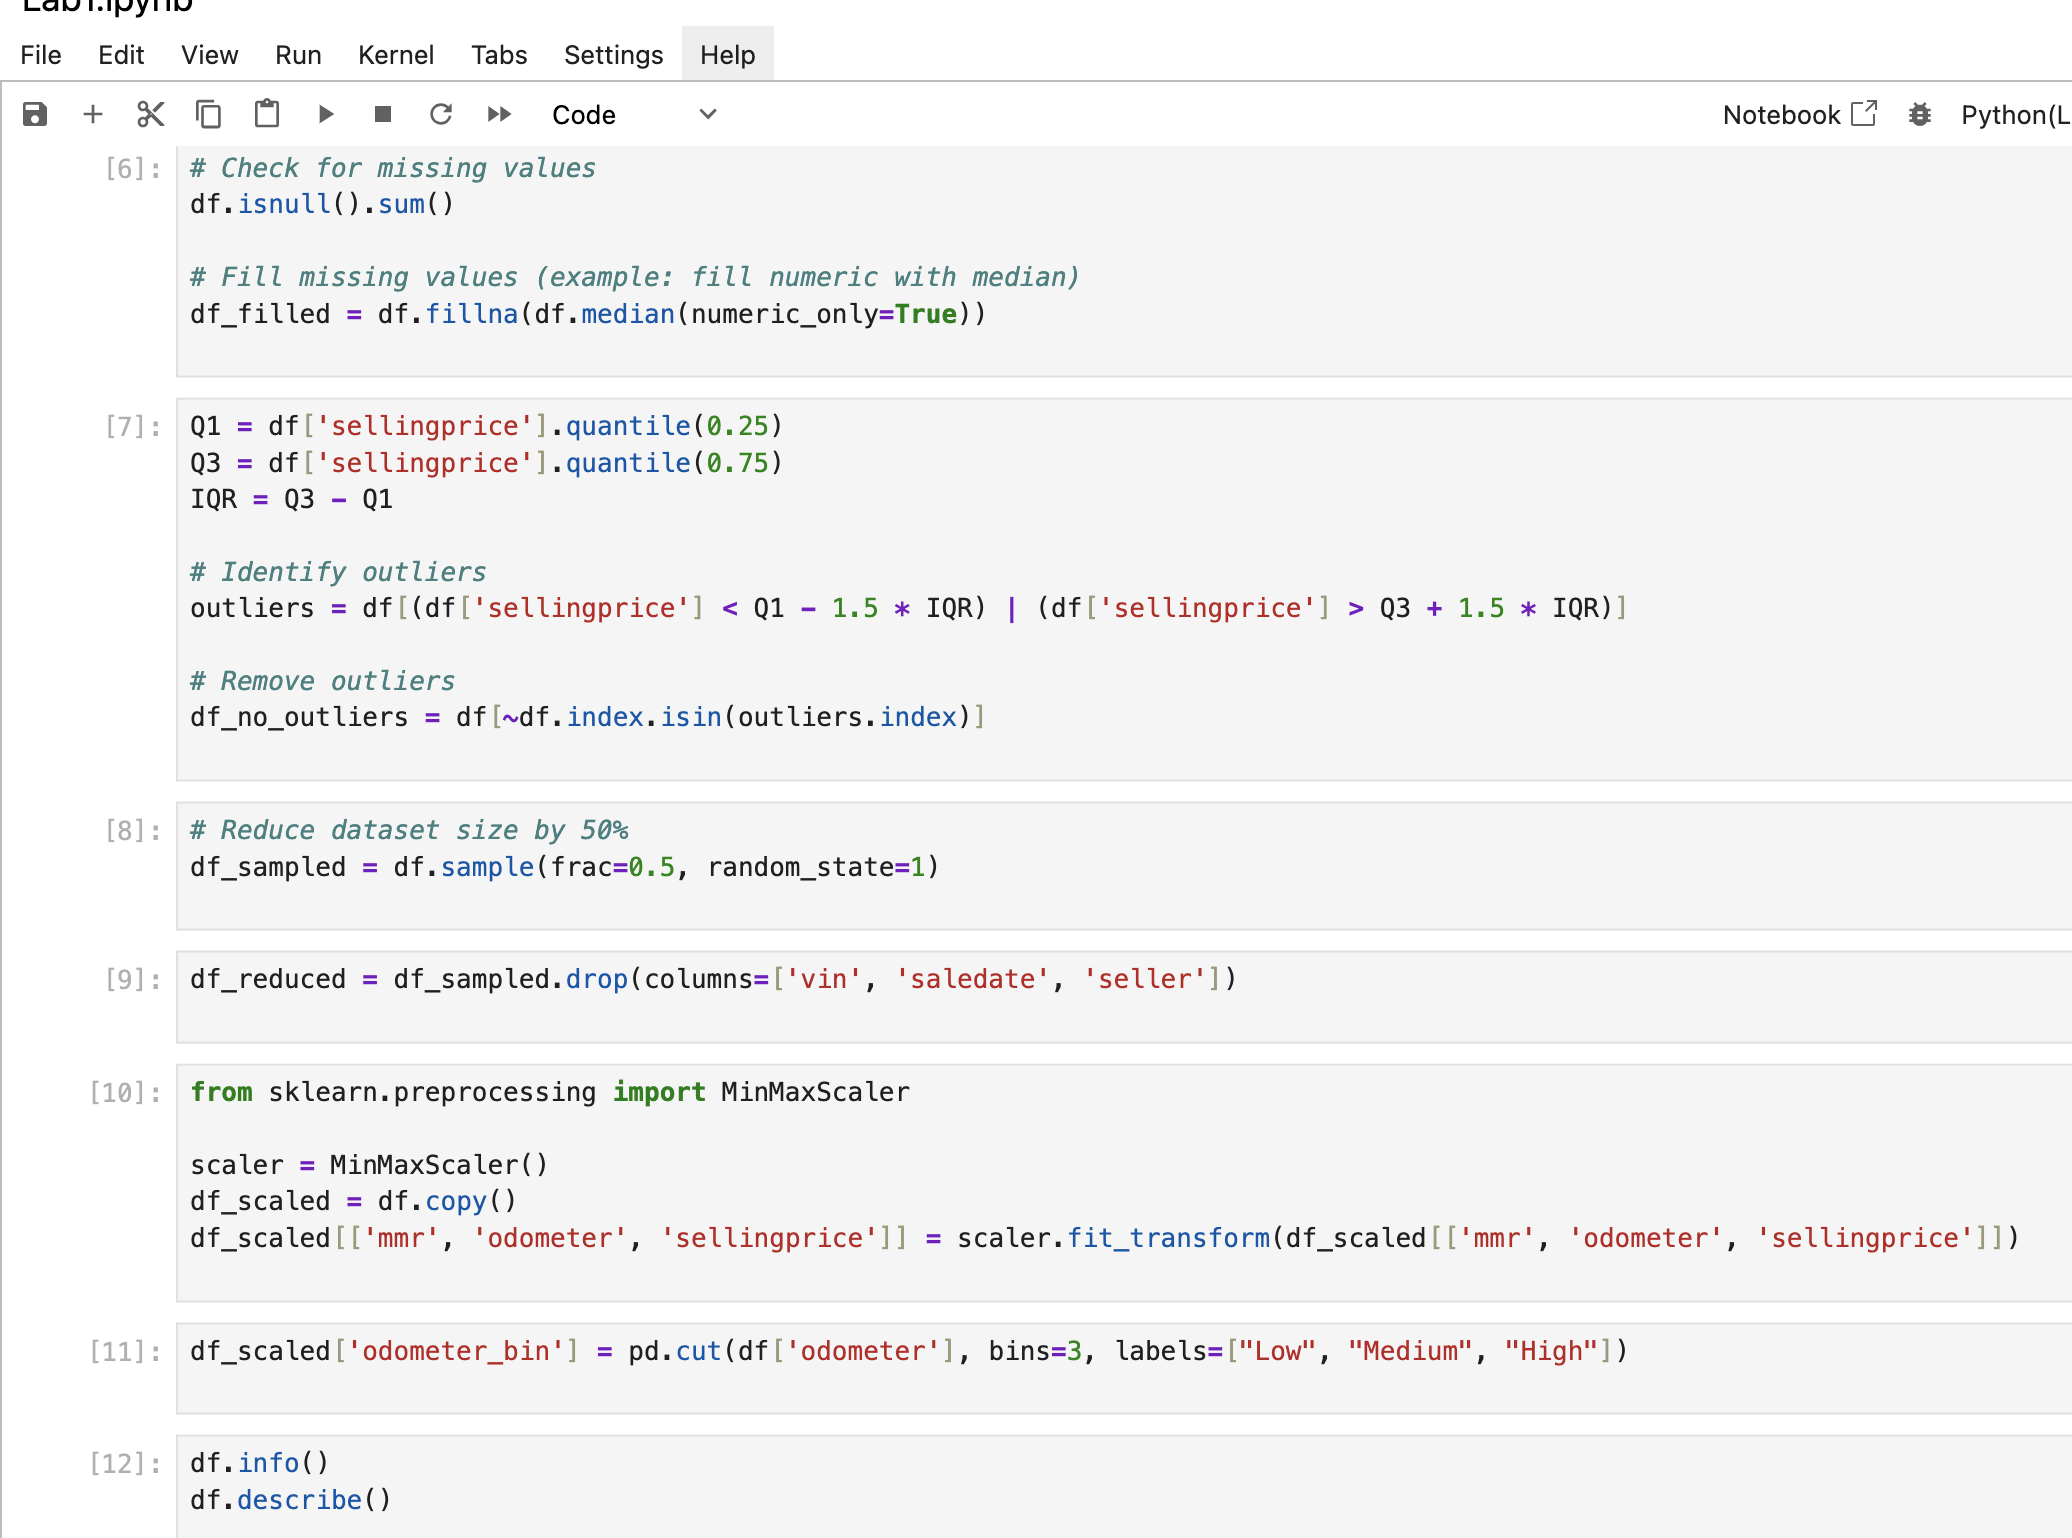 Lab1.ipynb
File Edit View Run Kernel Tabs Settings Help
Code Notebook Python(L
[6]: # Check for missing values
df.isnull().sum()
# Fill missing values (example: fill numeric with median)
df_filled = df.fillna(df.median(numeric_only=True))
[7]: Q1 = df['sellingprice'].quantile(0.25)
Q3 = df['sellingprice'].quantile(0.75)
IQR = Q3 - Q1
# Identify outliers
outliers = df[(df['sellingprice'] < Q1 - 1.5 * IQR) | (df['sellingprice'] > Q3 + 1.5 * IQR)]
# Remove outliers
df_no_outliers = df[~df.index.isin(outliers.index)]
[8]: # Reduce dataset size by 50%
df_sampled = df.sample(frac=0.5, random_state=1)
[9]: df_reduced = df_sampled.drop(columns=['vin', 'saledate', 'seller'])
[10]: from sklearn.preprocessing import MinMaxScaler
scaler = MinMaxScaler()
df_scaled = df.copy()
df_scaled[['mmr', 'odometer', 'sellingprice']] = scaler.fit_transform(df_scaled[['mmr', 'odometer', 'sellingprice']])
[11]: df_scaled['odometer_bin'] = pd.cut(df['odometer'], bins=3, labels=["Low", "Medium", "High"])
[12]: df.info()
df.describe()